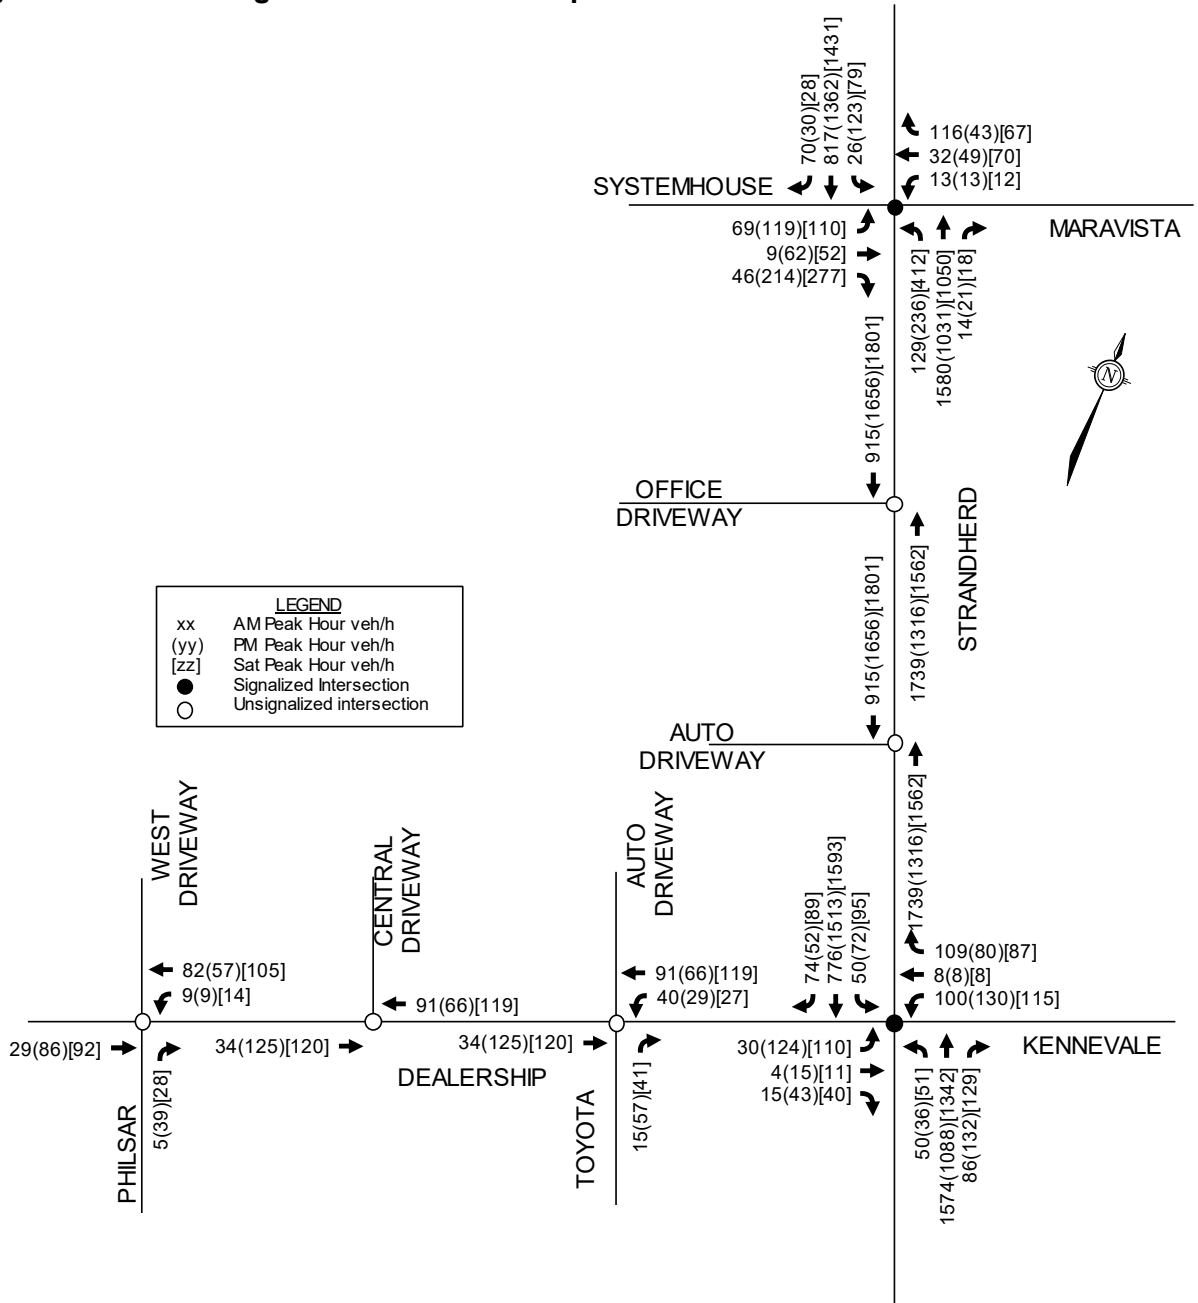 70(30)[28]
817(1362)[1431]
26(123)[79]
116(43)[67]
32(49)[70]
13(13)[12]
SYSTEMHOUSE
MARAVISTA
69(119)[110]
9(62)[52]
46(214)[277]
129(236)[412]
1580(1031)[1050]
14(21)[18]
915(1656)[1801]
N
OFFICE
DRIVEWAY
STRANDHERD
1739(1316)[1562]
915(1656)[1801]
LEGEND
xx AM Peak Hour veh/h
(yy) PM Peak Hour veh/h
[zz] Sat Peak Hour veh/h
Signalized Intersection
Unsignalized intersection
AUTO
DRIVEWAY
1739(1316)[1562]
WEST
DRIVEWAY
CENTRAL
DRIVEWAY
AUTO
DRIVEWAY
74(52)[89]
776(1513)[1593]
50(72)[95]
109(80)[87]
8(8)[8]
100(130)[115]
82(57)[105]
9(9)[14]
91(66)[119]
91(66)[119]
40(29)[27]
29(86)[92]
34(125)[120]
34(125)[120]
30(124)[110]
4(15)[11]
15(43)[40]
KENNEVALE
DEALERSHIP
PHILSAR
5(39)[28]
TOYOTA
15(57)[41]
50(36)[51]
1574(1088)[1342]
86(132)[129]